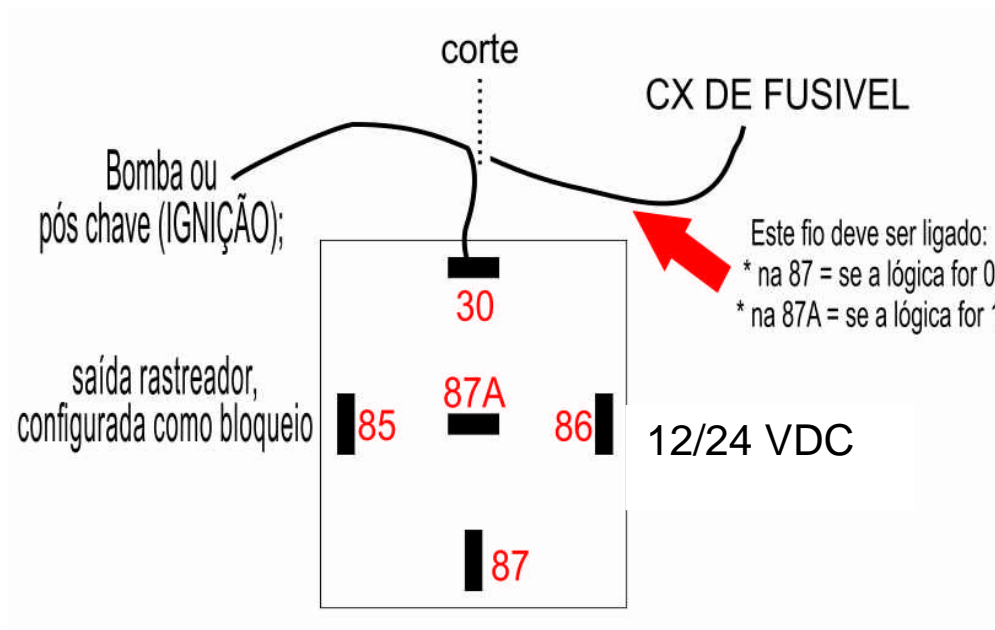 corte
CX DE FUSIVEL
Bomba ou
pós chave (IGNIÇÃO);
Este fio deve ser ligado:
* na 87 = se a lógica for 0
* na 87A = se a lógica for
30
saída rastreador,
configurada como bloqueio
87A
85
86
12/24 VDC
87